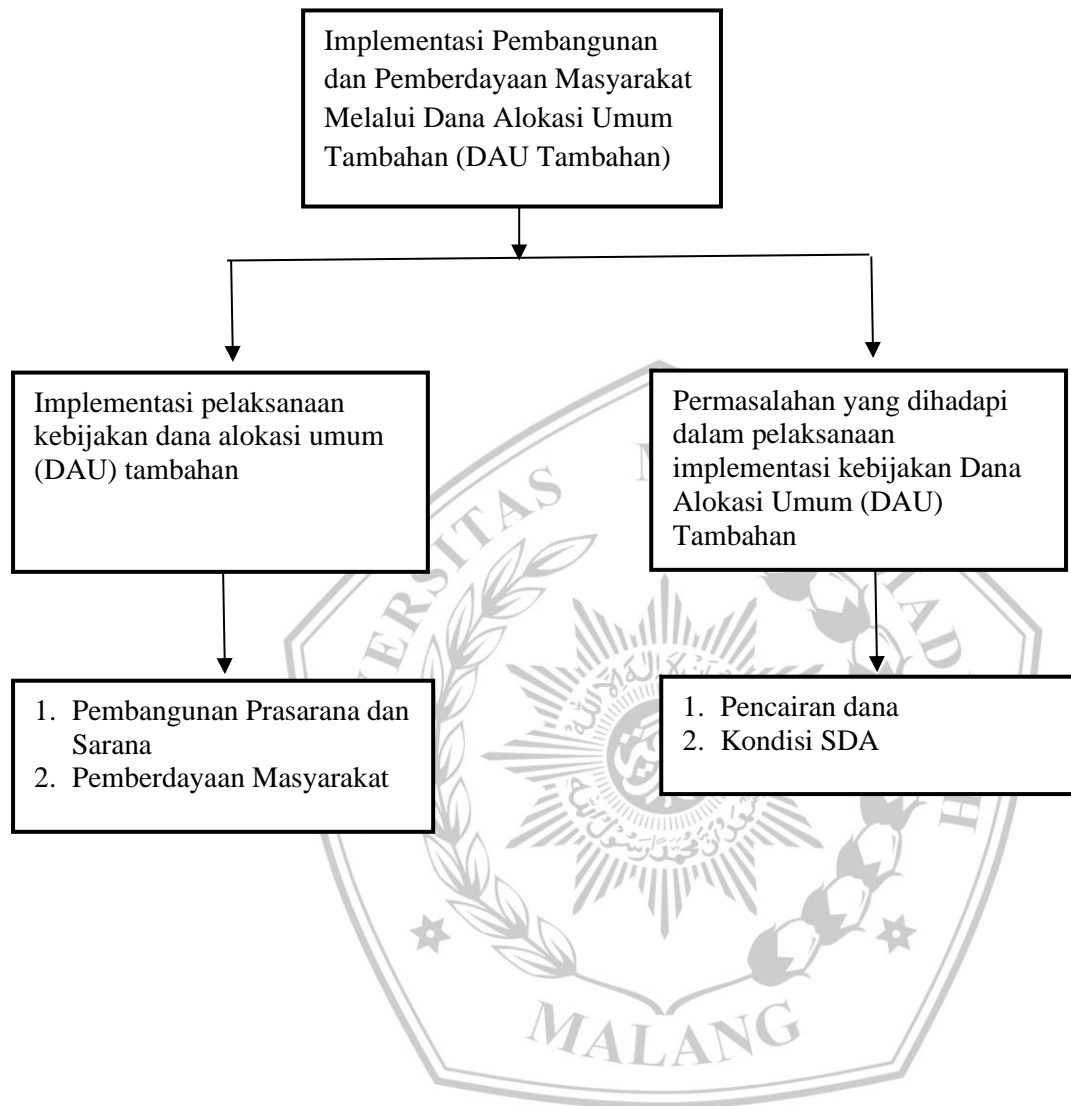 Implementasi Pembangunan
dan Pemberdayaan Masyarakat
Melalui Dana Alokasi Umum
Tambahan (DAU Tambahan)
Implementasi pelaksanaan
kebijakan dana alokasi umum
(DAU) tambahan
Permasalahan yang dihadapi
dalam pelaksanaan
implementasi kebijakan Dana
Alokasi Umum (DAU)
Tambahan
1. Pembangunan Prasarana dan
Sarana
2. Pemberdayaan Masyarakat
1. Pencairan dana
2. Kondisi SDA
MALANG